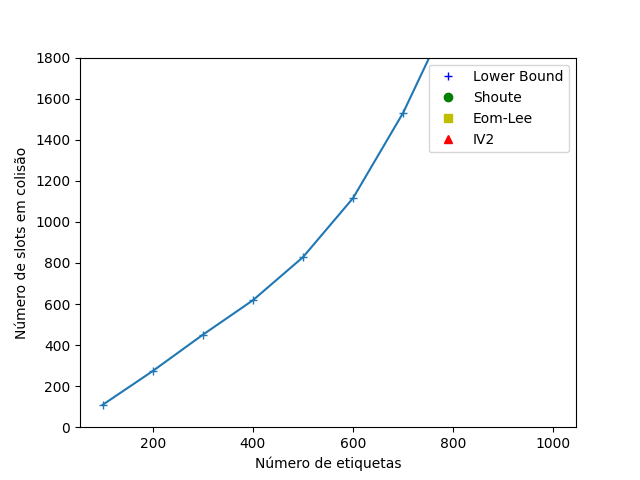 1800
1600
1400
1200
1000
800
600
400
200
0
Número de slots em colisão
Lower Bound
Shoute
Eom-Lee
IV2
200 400 600 800 1000
Número de etiquetas